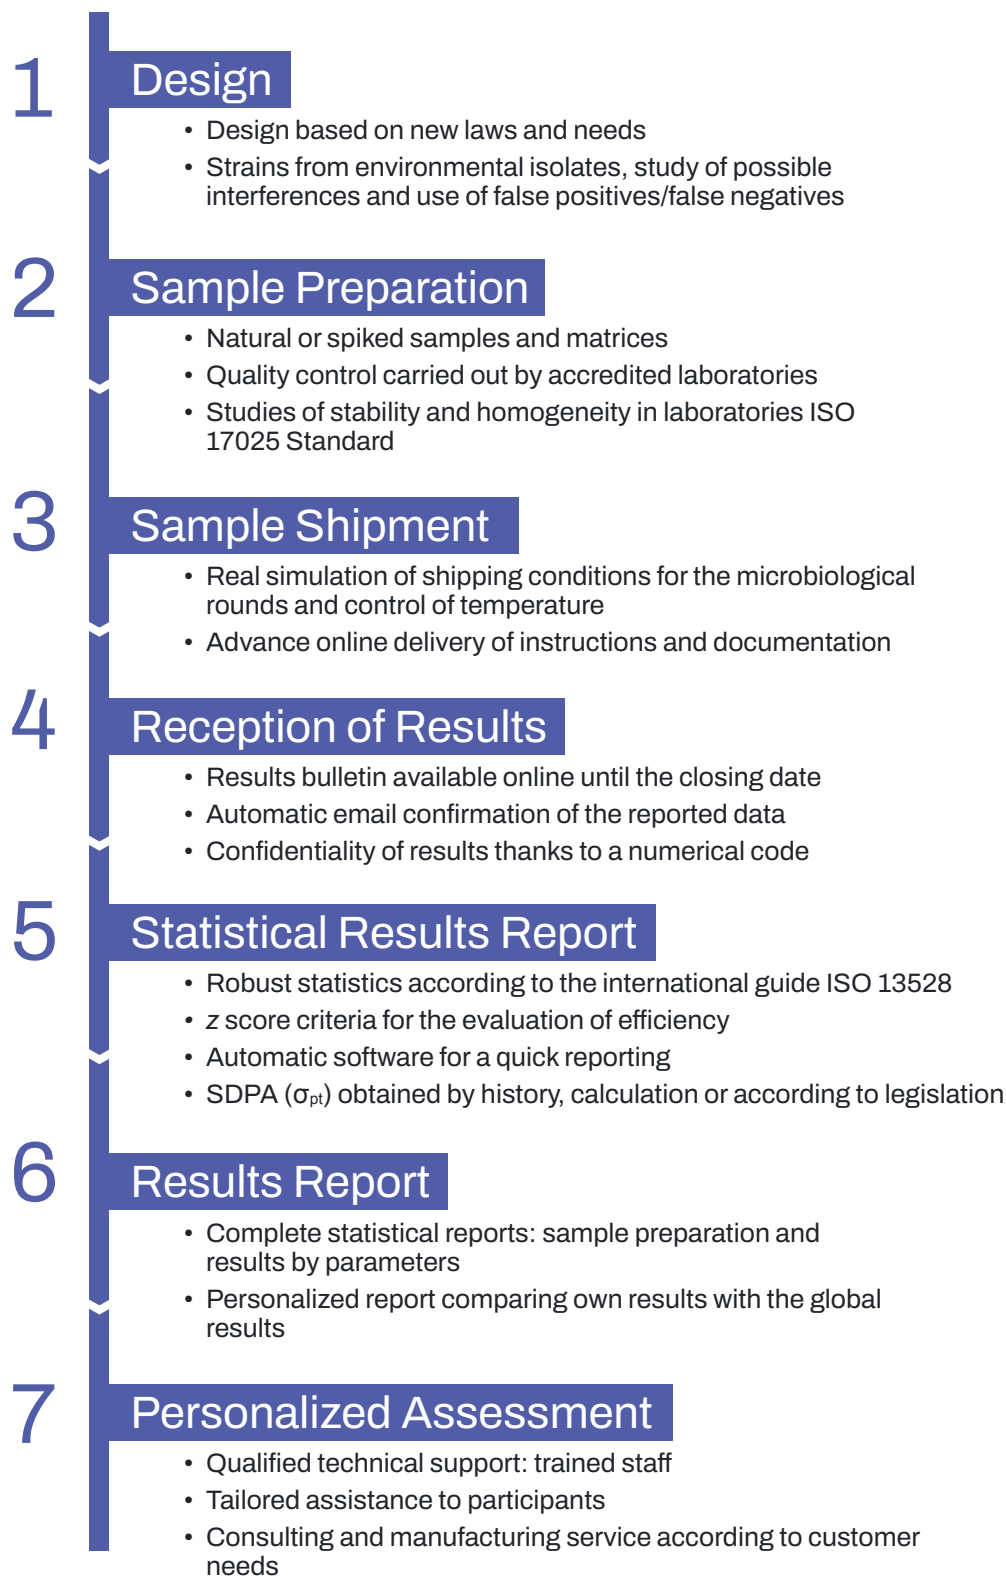 1
Design
• Design based on new laws and needs
• Strains from environmental isolates, study of possible
interferences and use of false positives/false negatives
2
Sample Preparation
• Natural or spiked samples and matrices
• Quality control carried out by accredited laboratories
• Studies of stability and homogeneity in laboratories ISO
17025 Standard
3
Sample Shipment
• Real simulation of shipping conditions for the microbiological
rounds and control of temperature
• Advance online delivery of instructions and documentation
4
Reception of Results
• Results bulletin available online until the closing date
• Automatic email confirmation of the reported data
• Confidentiality of results thanks to a numerical code
5
Statistical Results Report
• Robust statistics according to the international guide ISO 13528
• z score criteria for the evaluation of efficiency
• Automatic software for a quick reporting
• SDPA (σpt) obtained by history, calculation or according to legislation
6
Results Report
• Complete statistical reports: sample preparation and
results by parameters
• Personalized report comparing own results with the global
results
7
Personalized Assessment
• Qualified technical support: trained staff
• Tailored assistance to participants
• Consulting and manufacturing service according to customer
needs